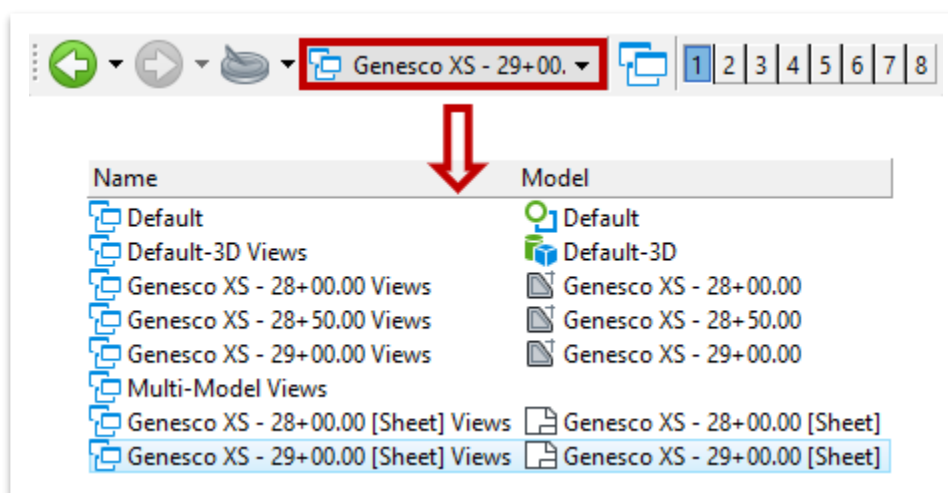 Genesco XS - 29+00. 1 2 3 4 5 6 7 8
Name Model
Default Default
Default-3D Views Default-3D
Genesco XS - 28+00.00 Views Genesco XS - 28+00.00
Genesco XS - 28+50.00 Views Genesco XS - 28+50.00
Genesco XS - 29+00.00 Views Genesco XS - 29+00.00
Multi-Model Views
Genesco XS - 28+00.00 [Sheet] Views Genesco XS - 28+00.00 [Sheet]
Genesco XS - 29+00.00 [Sheet] Views Genesco XS - 29+00.00 [Sheet]